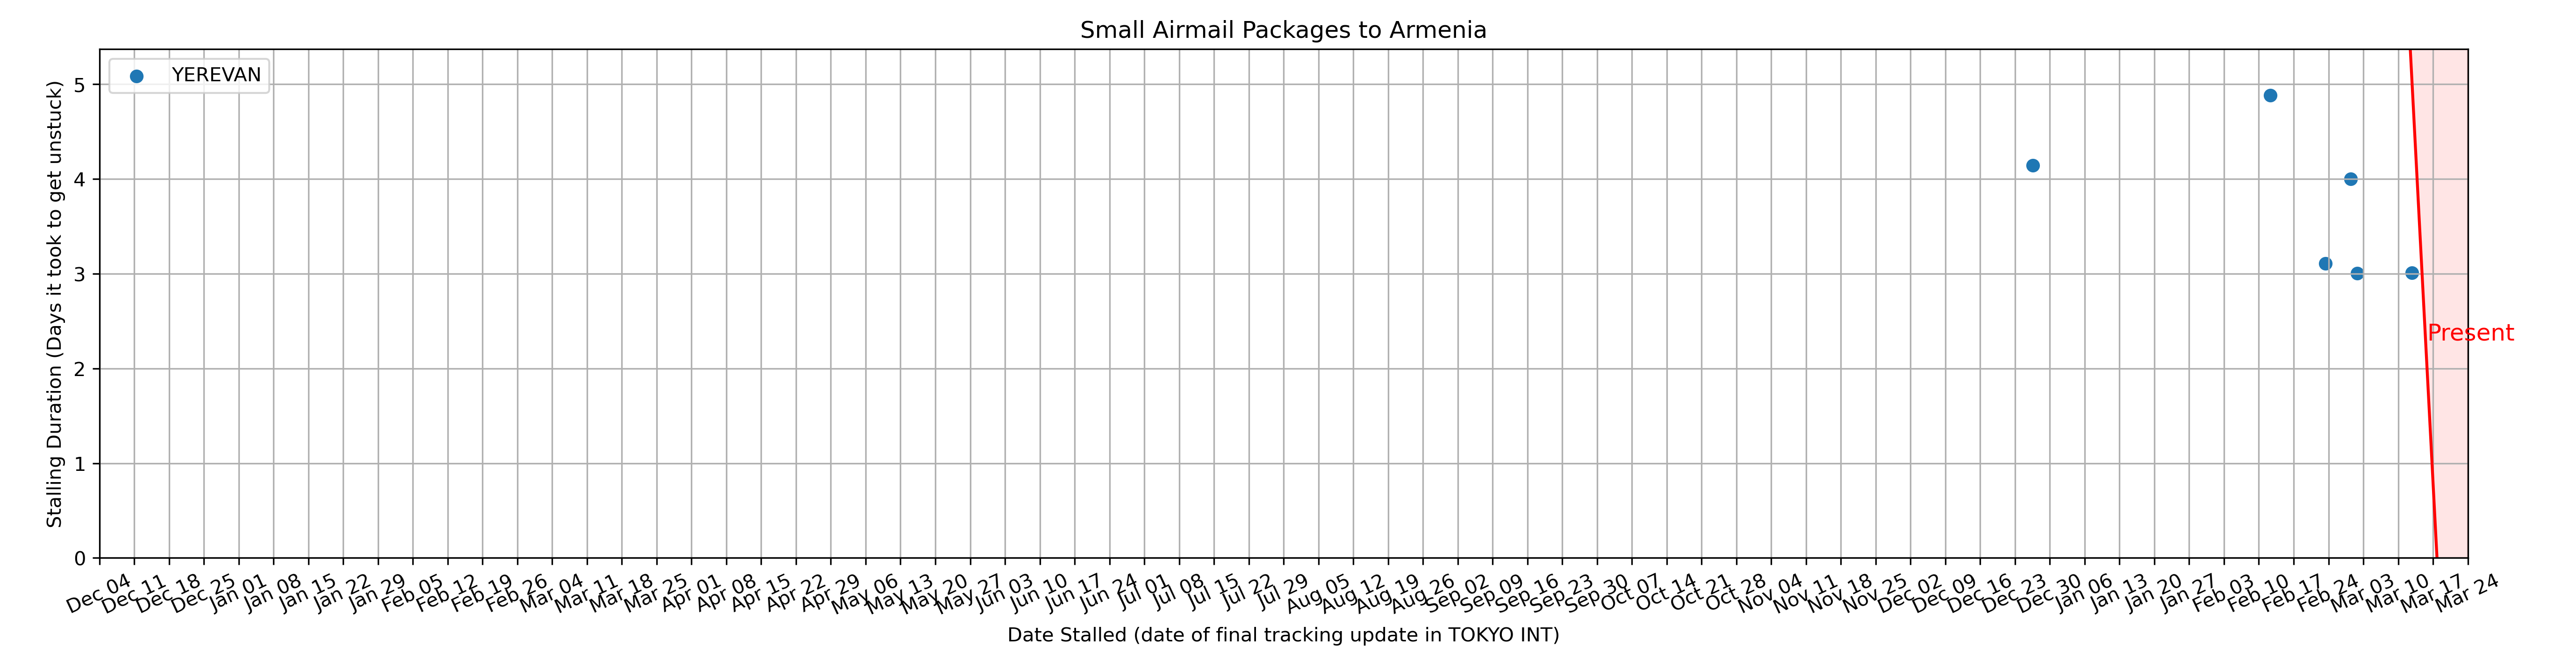 Small Airmail Packages to Armenia
YEREVAN
Stalling Duration (Days it took to get unstuck)
5
4
3
2
1
0
Present
Dec 04 Dec 11 Dec 18 Dec 25 Jan 01 Jan 08 Jan 15 Jan 22 Jan 29 Feb 05 Feb 12 Feb 19 Feb 26 Mar 04 Mar 11 Mar 18 Mar 25 Apr 01 Apr 08 Apr 15 Apr 22 Apr 29 May 06 May 13 May 20 May 27 Jun 03 Jun 10 Jun 17 Jun 24 Jul 01 Jul 08 Jul 15 Jul 22 Jul 29 Aug 05 Aug 12 Aug 19 Aug 26 Sep 02 Sep 09 Sep 16 Sep 23 Sep 30 Oct 07 Oct 14 Oct 21 Oct 28 Nov 04 Nov 11 Nov 18 Nov 25 Dec 02 Dec 09 Dec 16 Dec 23 Dec 30 Jan 06 Jan 13 Jan 20 Jan 27 Feb 03 Feb 10 Feb 17 Feb 24 Mar 03 Mar 10 Mar 17 Mar 24
Date Stalled (date of final tracking update in TOKYO INT)